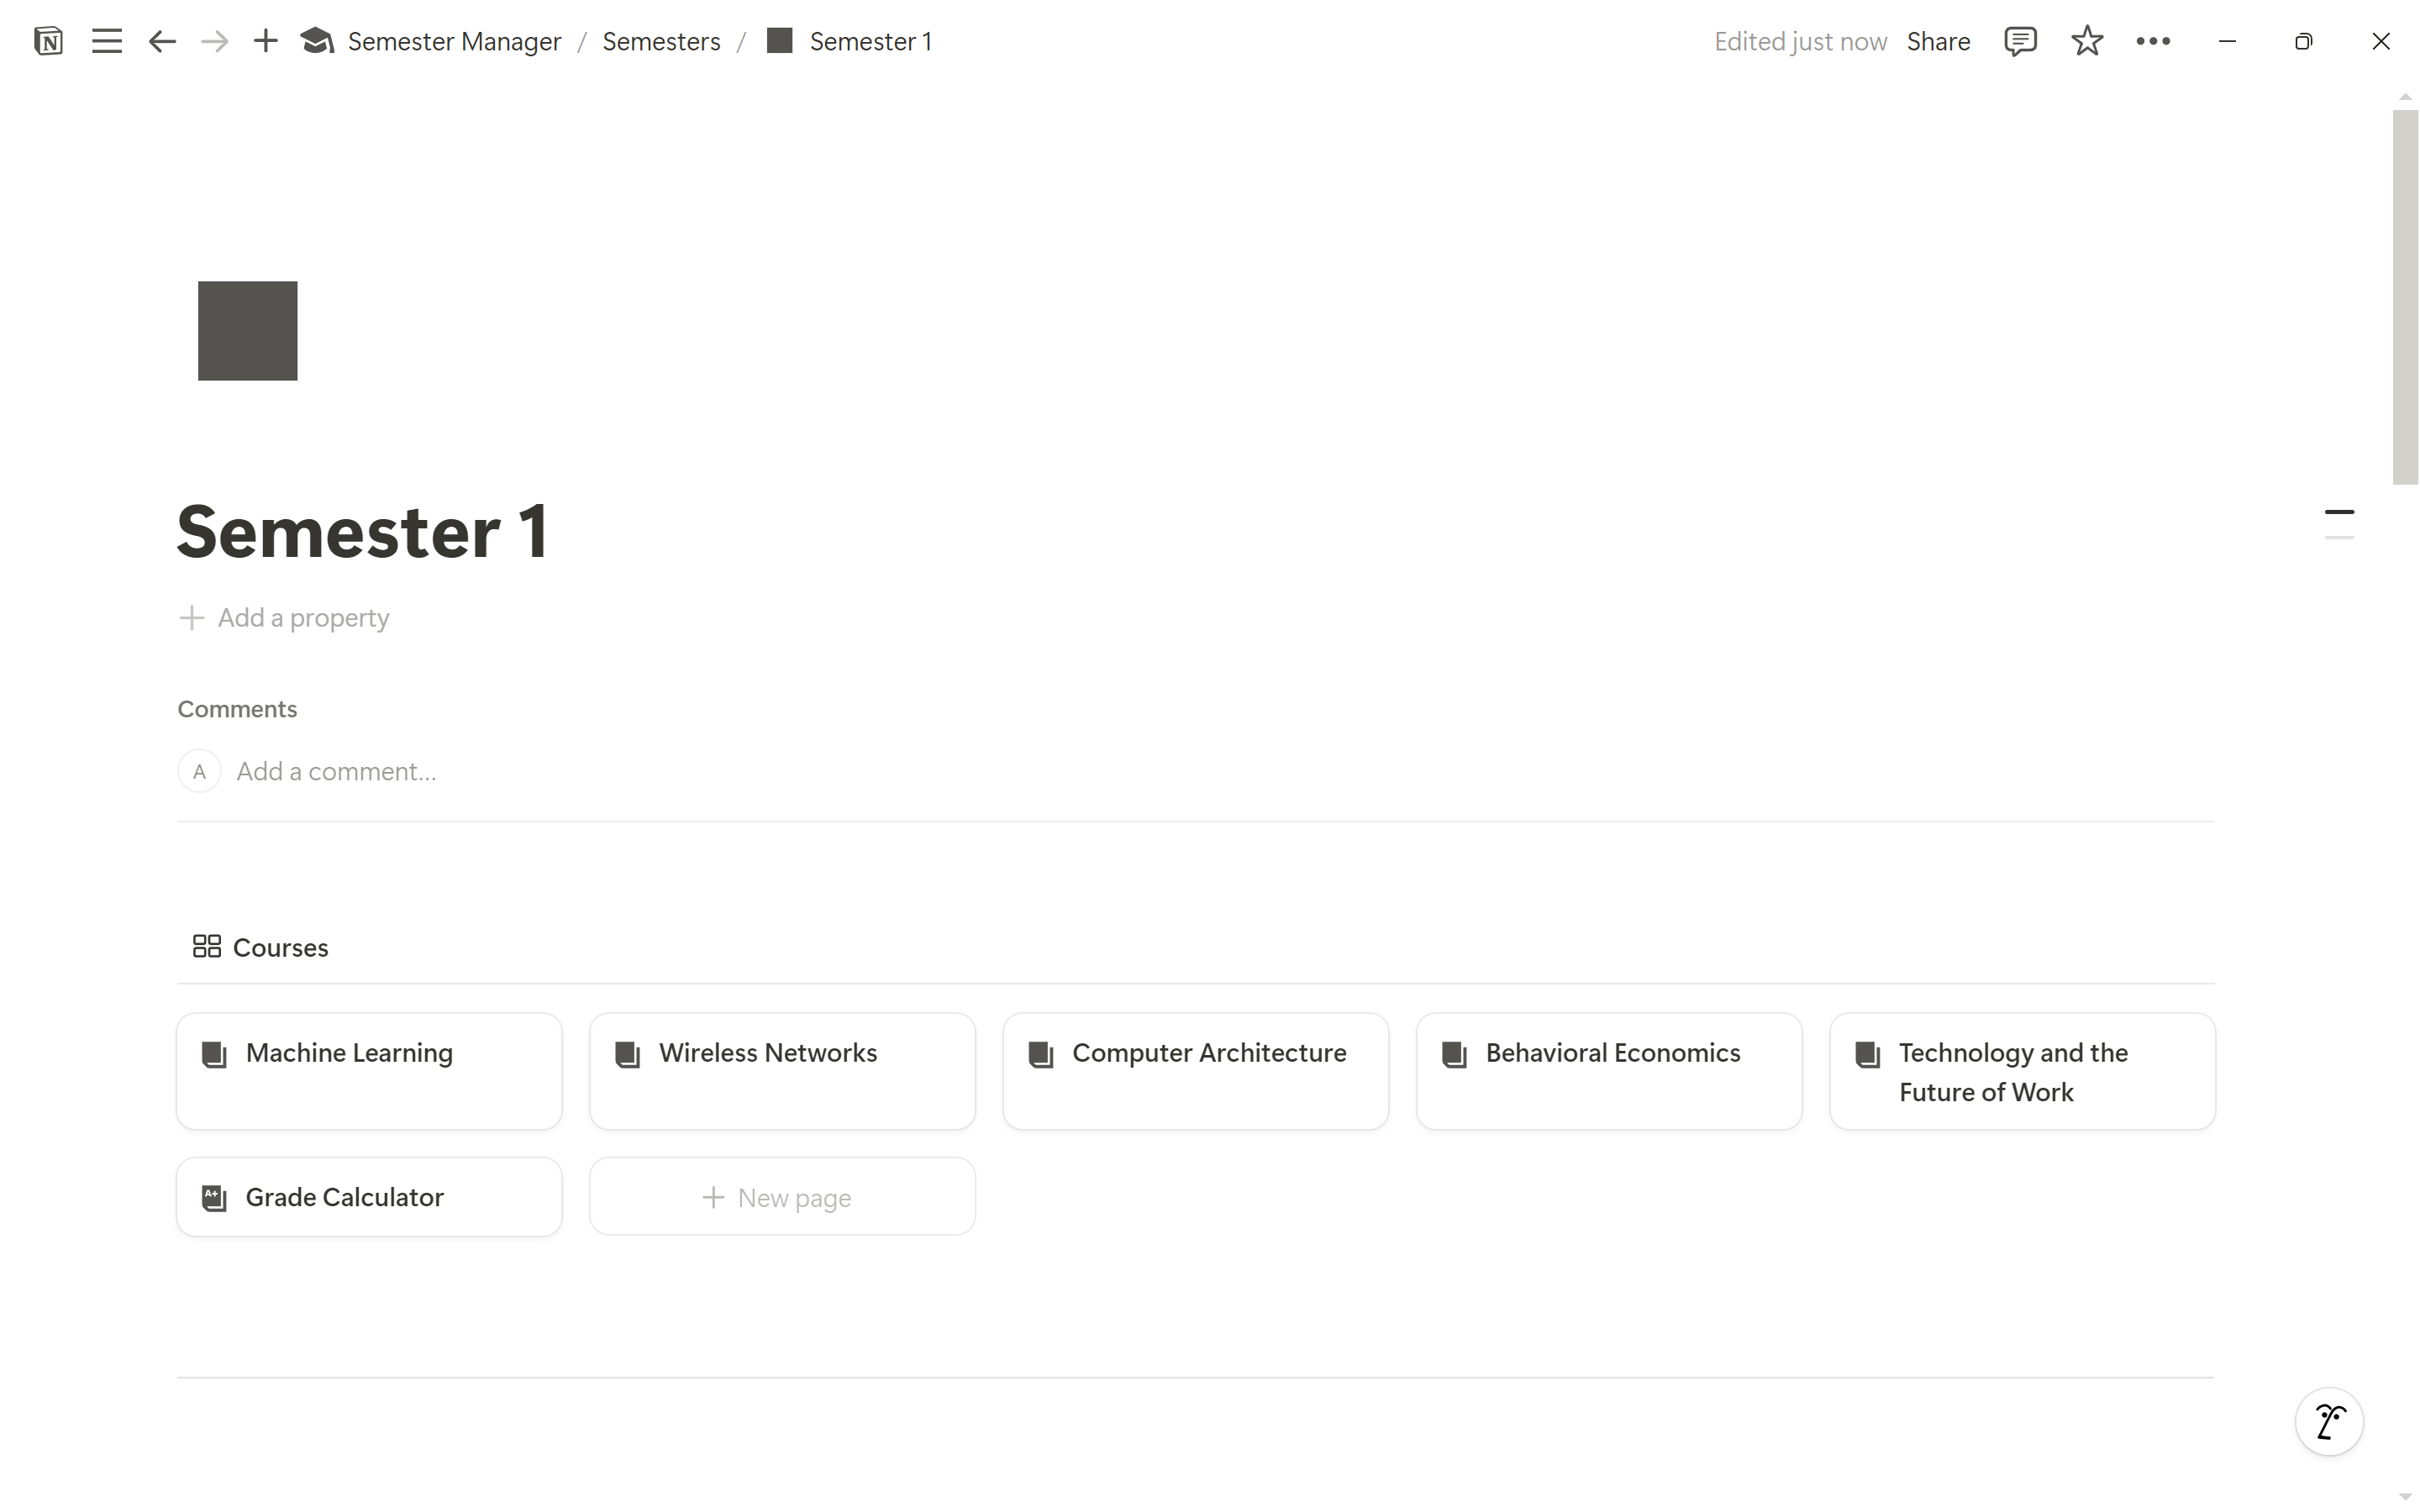 Semester Manager / Semesters / Semester 1
Edited just now Share
Semester 1
Add a property
Comments
A Add a comment...
Courses
Machine Learning
Wireless Networks
Computer Architecture
Behavioral Economics
Technology and the
Future of Work
A+ Grade Calculator
New page